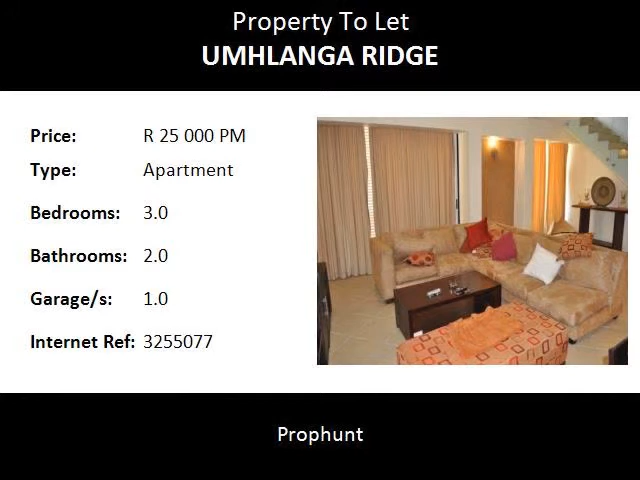 Property To Let
UMHLANGA RIDGE
Price: R 25 000 PM
Type: Apartment
Bedrooms: 3.0
Bathrooms: 2.0
Garage/s: 1.0
Internet Ref: 3255077
Prophunt